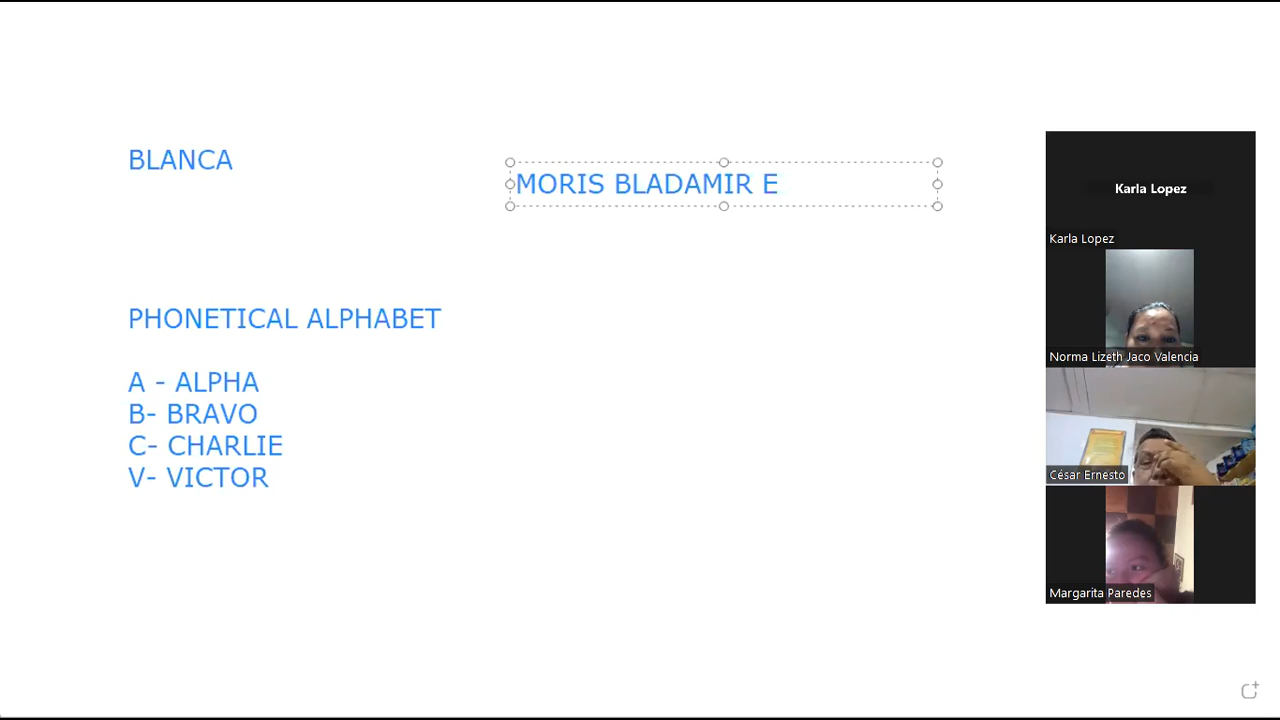 BLANCA
MORIS BLADAMIR E
PHONETICAL ALPHABET
A - ALPHA
B- BRAVO
C- CHARLIE
V- VICTOR
Karla Lopez
Karla Lopez
Norma Lizeth Jaco Valencia
César Ernesto
Margarita Paredes